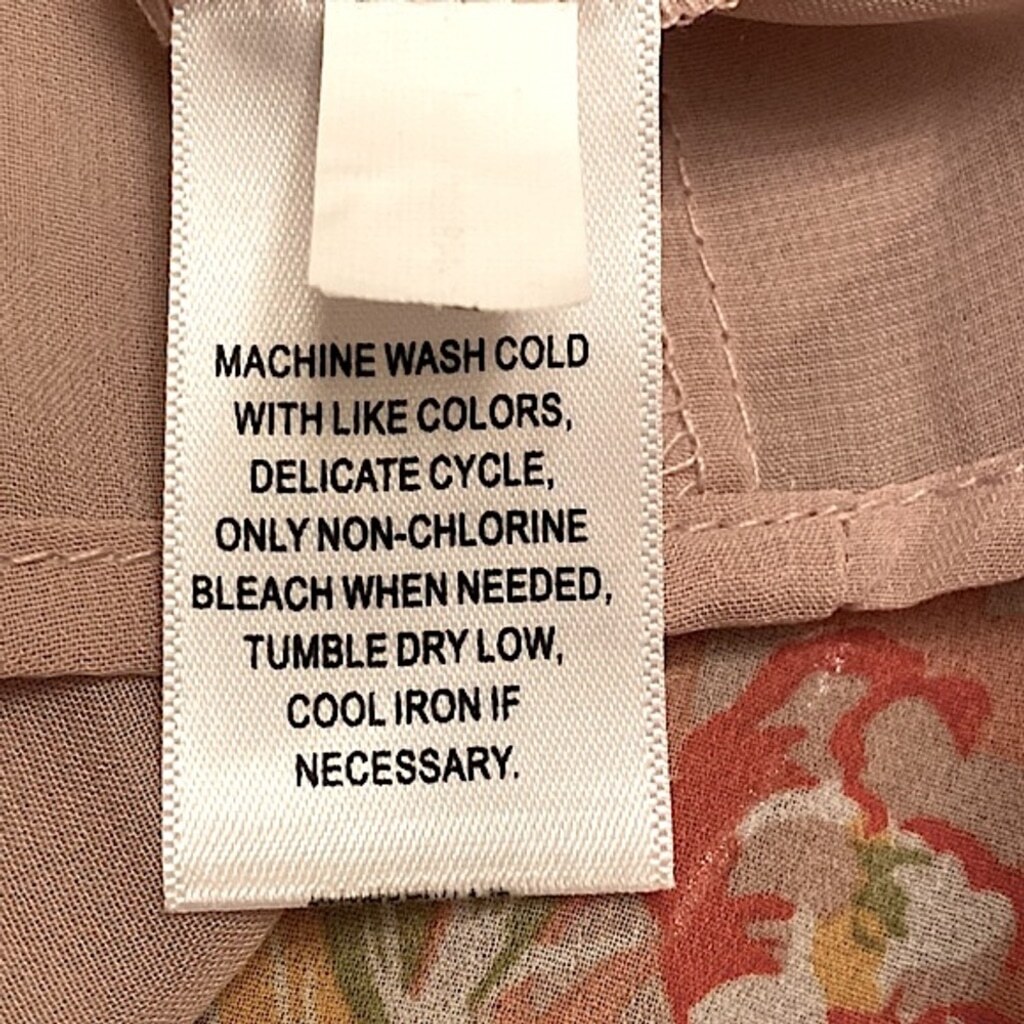 MACHINE WASH COLD
WITH LIKE COLORS,
DELICATE CYCLE,
ONLY NON-CHLORINE
BLEACH WHEN NEEDED,
TUMBLE DRY LOW,
COOL IRON IF
NECESSARY.